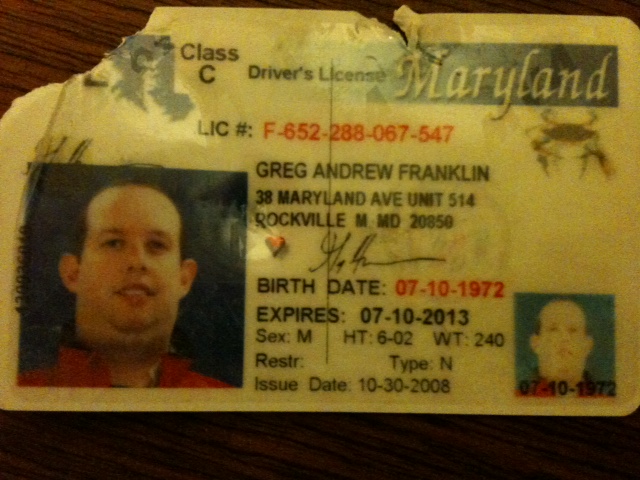 Class
C
Driver's License
Maryland
LIC #: F-652-288-067-547
GREG ANDREW FRANKLIN
38 MARYLAND AVE UNIT 514
ROCKVILLE M MD 20850
BIRTH DATE: 07-10-1972
EXPIRES: 07-10-2013
Sex: M HT: 6-02 WT: 240
Restr: Type: N
Issue Date: 10-30-2008
07-10-1972